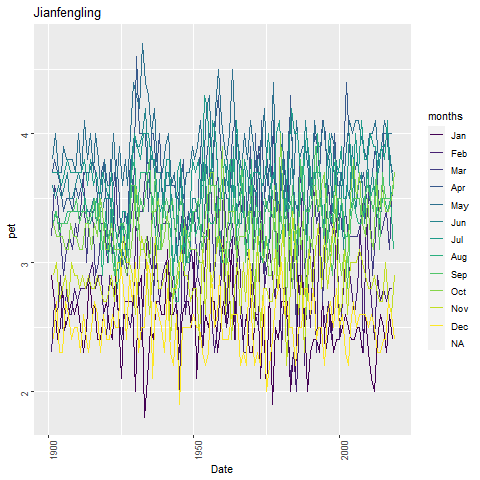 Jianfengling
pet
4
3
2
1900
1950
2000
Date
months
Jan
Feb
Mar
Apr
May
Jun
Jul
Aug
Sep
Oct
Nov
Dec
NA